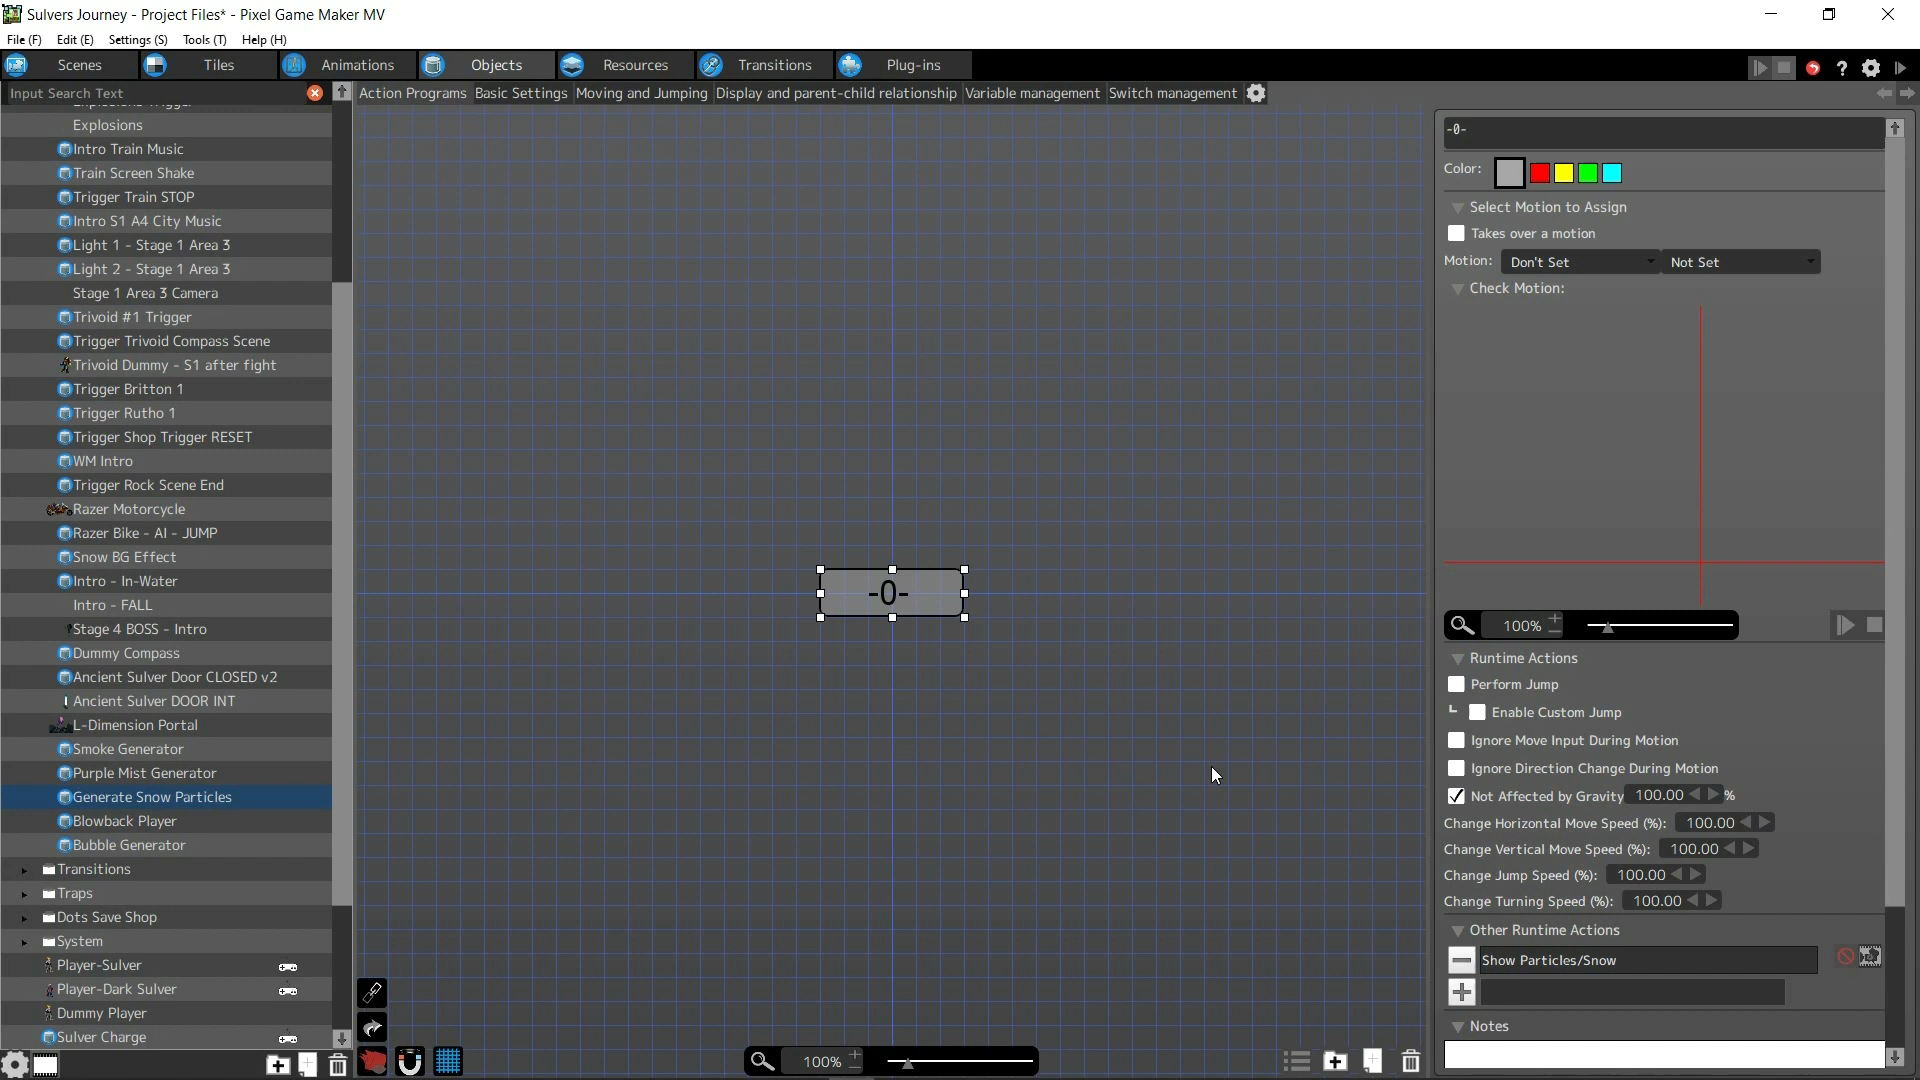 Sulvers Journey - Project Files* - Pixel Game Maker MV
File (F) Edit (E) Settings (S) Tools (T) Help (H)
Scenes Tiles Animations Objects Resources Transitions Plug-ins
Input Search Text
Action Programs Basic Settings Moving and Jumping Display and parent-child relationship Variable management Switch management
Explosions
Intro Train Music
Train Screen Shake
Trigger Train STOP
Intro S1 A4 City Music
Light 1 - Stage 1 Area 3
Light 2 - Stage 1 Area 3
Stage 1 Area 3 Camera
Trivoid #1 Trigger
Trigger Trivoid Compass Scene
Trivoid Dummy - S1 after fight
Trigger Britton 1
Trigger Rutho 1
Trigger Shop Trigger RESET
WM Intro
Trigger Rock Scene End
Razer Motorcycle
Razer Bike - AI - JUMP
Snow BG Effect
Intro - In-Water
Intro - FALL
Stage 4 BOSS - Intro
Dummy Compass
Ancient Sulver Door CLOSED v2
Ancient Sulver DOOR INT
L-Dimension Portal
Smoke Generator
Purple Mist Generator
Generate Snow Particles
Blowback Player
Bubble Generator
Transitions
Traps
Dots Save Shop
System
Player-Sulver
Player-Dark Sulver
Dummy Player
Sulver Charge
-0-
100%
-0-
Color:
Select Motion to Assign
Takes over a motion
Motion: Don't Set Not Set
Check Motion:
100%
Runtime Actions
Perform Jump
Enable Custom Jump
Ignore Move Input During Motion
Ignore Direction Change During Motion
Not Affected by Gravity 100.00 %
Change Horizontal Move Speed (%): 100.00
Change Vertical Move Speed (%): 100.00
Change Jump Speed (%): 100.00
Change Turning Speed (%): 100.00
Other Runtime Actions
Show Particles/Snow
Notes